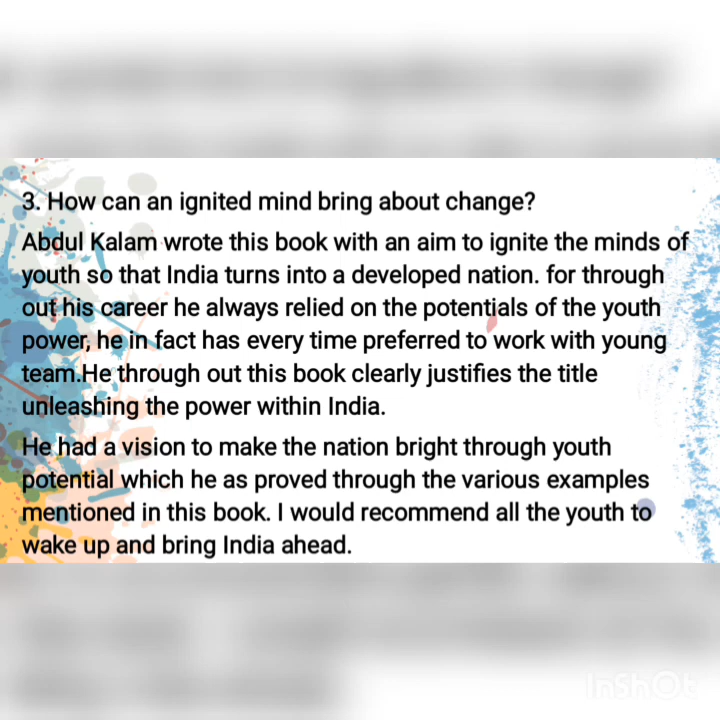 3. How can an ignited mind bring about change?
Abdul Kalam wrote this book with an aim to ignite the minds of
youth so that India turns into a developed nation. for through
out his career he always relied on the potentials of the youth
power, he in fact has every time preferred to work with young
team.He through out this book clearly justifies the title
unleashing the power within India.
He had a vision to make the nation bright through youth
potential which he as proved through the various examples
mentioned in this book. I would recommend all the youth to
wake up and bring India ahead.
InShOt